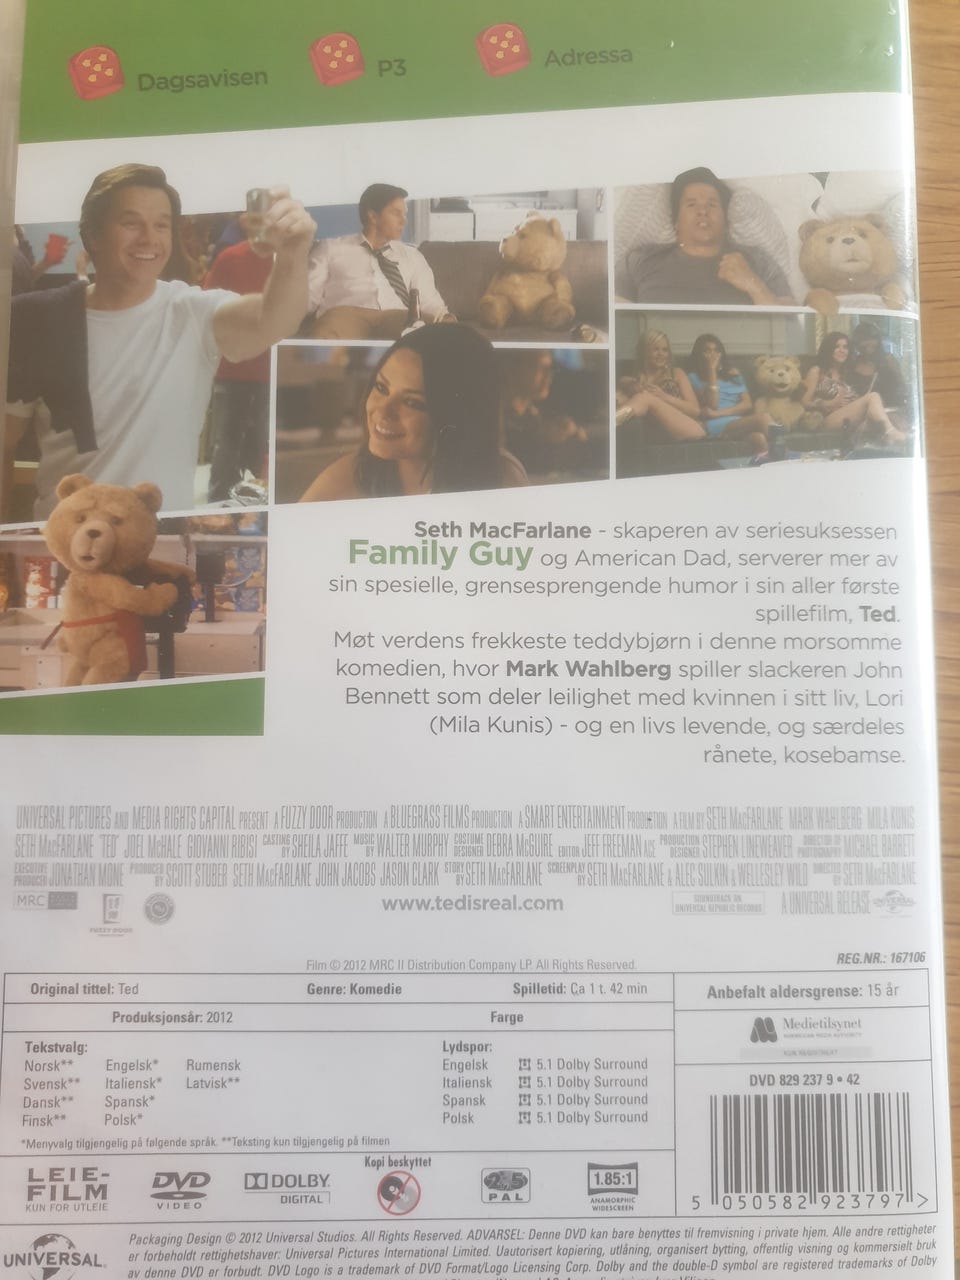 Dagsavisen
P3
Adressa
Seth MacFarlane - skaperen av seriesuksessen
Family Guy og American Dad, serverer mer av
sin spesielle, grensesprengende humor i sin aller første
spillefilm, Ted.
Møt verdens frekkeste teddybjørn i denne morsomme
komedien, hvor Mark Wahlberg spiller slackeren John
Bennett som deler leilighet med kvinnen i sitt liv, Lori
(Mila Kunis) - og en livs levende, og særdeles
rånete, kosebamse.
UNIVERSAL PICTURES AND MEDIA RIGHTS CAPITAL PRESENT A FUZZY DOOR PRODUCTION A BLUEGRASS FILMS PRODUCTION A SMART ENTERTAINMENT PRODUCTION A FILM BY SETH MacFARLANE MARK WAHLBERG MILA KUNIS
SETH MacFARLANE 'TED' JOEL McHALE GIOVANNI RIBISI CASTING BY SHEILA JAFFE MUSIC BY WALTER MURPHY COSTUME DESIGNER DEBRA McGUIRE EDITOR JEFF FREEMAN ACE PRODUCTION DESIGNER STEPHEN LINEWEAVER DIRECTOR OF PHOTOGRAPHY MICHAEL BARRETT
EXECUTIVE PRODUCER JONATHAN MONE PRODUCED BY SCOTT STUBER SETH MacFARLANE JOHN JACOBS JASON CLARK STORY BY SETH MacFARLANE SCREENPLAY BY SETH MacFARLANE & ALEC SULKIN & WELLESLEY WILD DIRECTED BY SETH MacFARLANE
MRC
FUZZY DOOR
www.tedisreal.com
SOUNDTRACK ON
UNIVERSAL REPUBLIC RECORDS
A UNIVERSAL RELEASE
UNIVERSAL
Film © 2012 MRC II Distribution Company LP. All Rights Reserved.
REG.NR.: 167106
Original tittel: Ted Genre: Komedie Spilletid: Ca 1 t. 42 min
Produksjonsår: 2012 Farge
Anbefalt aldersgrense: 15 år
Medietilsynet
NORWEGIAN MEDIA AUTHORITY
KUN REGISTRERT
Tekstvalg:
Norsk** Engelsk* Rumensk
Svensk** Italiensk* Latvisk**
Dansk** Spansk*
Finsk** Polsk*
Lydspor:
Engelsk 5.1 Dolby Surround
Italiensk 5.1 Dolby Surround
Spansk 5.1 Dolby Surround
Polsk 5.1 Dolby Surround
*Menyvalg tilgjengelig på følgende språk. **Teksting kun tilgjengelig på filmen
DVD 829 237 9 • 42
5 050582 923797 >
LEIE-
FILM
KUN FOR UTLEIE
DVD
VIDEO
DOLBY
DIGITAL
Kopi beskyttet
2,5
PAL
1.85:1
ANAMORPHIC
WIDESCREEN
UNIVERSAL
Packaging Design © 2012 Universal Studios. All Rights Reserved. ADVARSEL: Denne DVD kan bare benyttes til fremvisning i private hjem. Alle andre rettigheter
er forbeholdt rettighetshaver: Universal Pictures International Limited. Uautorisert kopiering, utlåning, organisert bytting, offentlig visning og kommersielt bruk
av denne DVD er forbudt. DVD Logo is a trademark of DVD Format/Logo Licensing Corp. Dolby and the double-D symbol are registered trademarks of Dolby